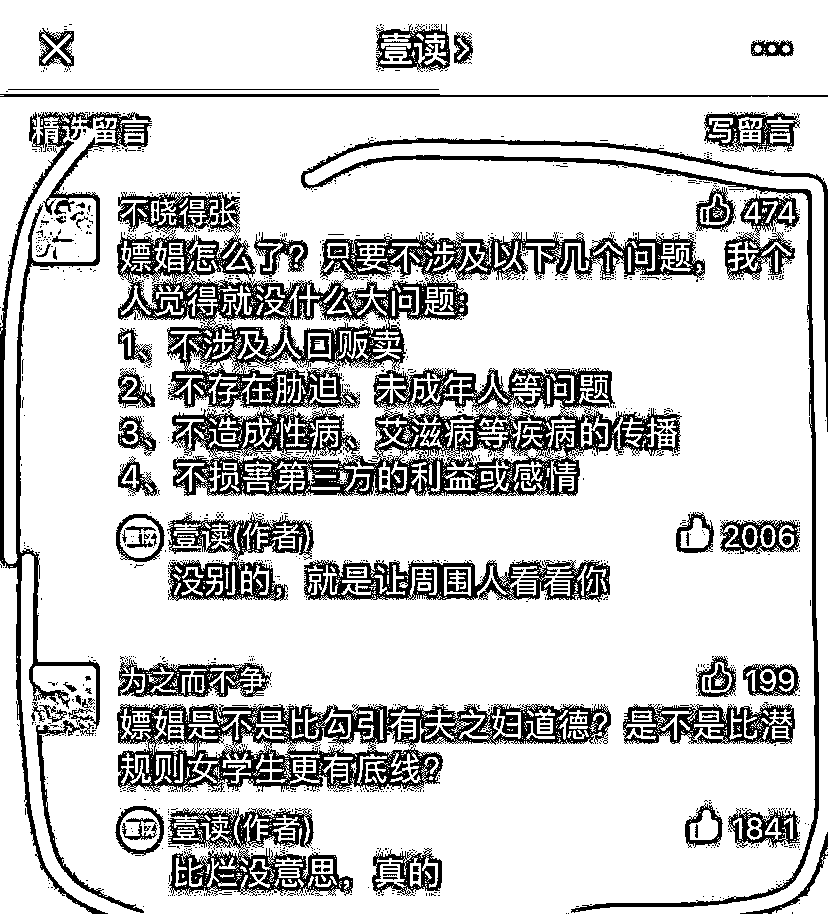 壹读
精选留言 写留言
不晓得张 474
嫖娼怎么了？只要不涉及以下几个问题，我个
人觉得就没什么大问题：
1、不涉及人口贩卖
2、不存在胁迫、未成年人等问题
3、不造成性病、艾滋病等疾病的传播
4、不损害第三方的利益或感情
壹读(作者) 2006
没别的，就是让周围人看看你
为之而不争 199
嫖娼是不是比勾引有夫之妇道德？是不是比潜
规则女学生更有底线？
壹读(作者) 1841
比烂没意思，真的